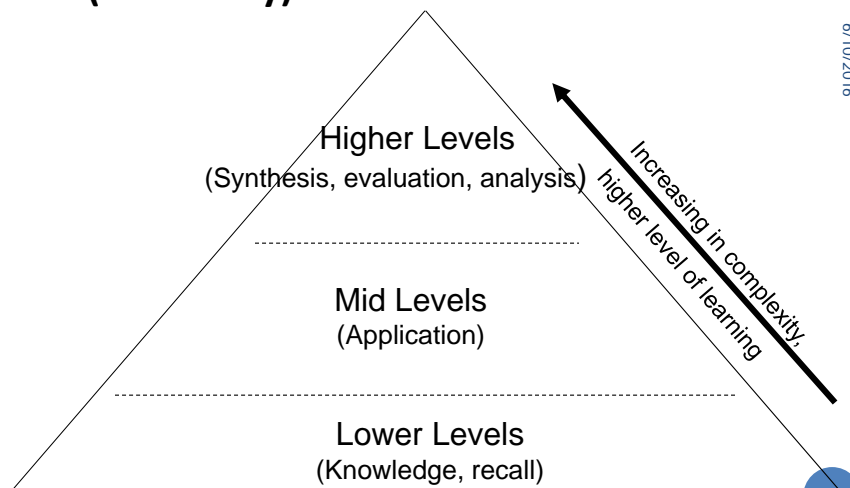 Higher Levels
(Synthesis, evaluation, analysis)
Increasing in complexity,
higher level of learning
Mid Levels
(Application)
Lower Levels
(Knowledge, recall)